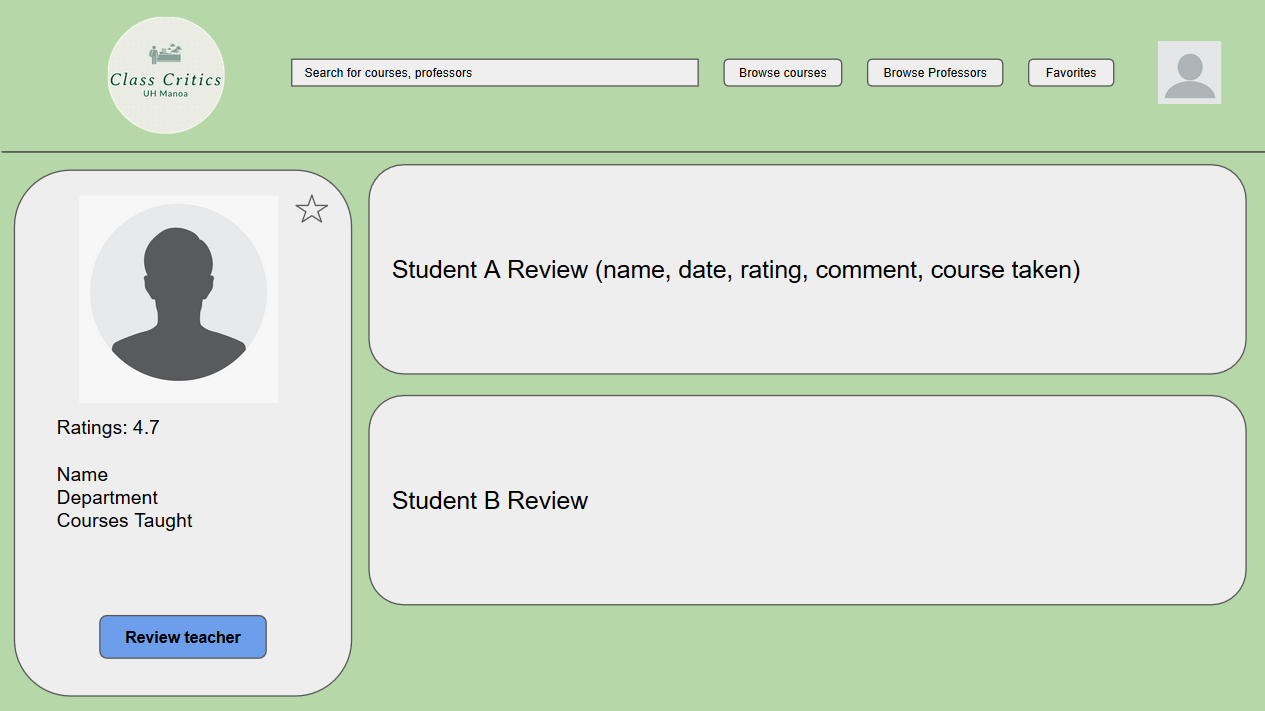 Class Critics
UH Manoa
Search for courses, professors
Browse courses
Browse Professors
Favorites
Ratings: 4.7
Name
Department
Courses Taught
Review teacher
Student A Review (name, date, rating, comment, course taken)
Student B Review